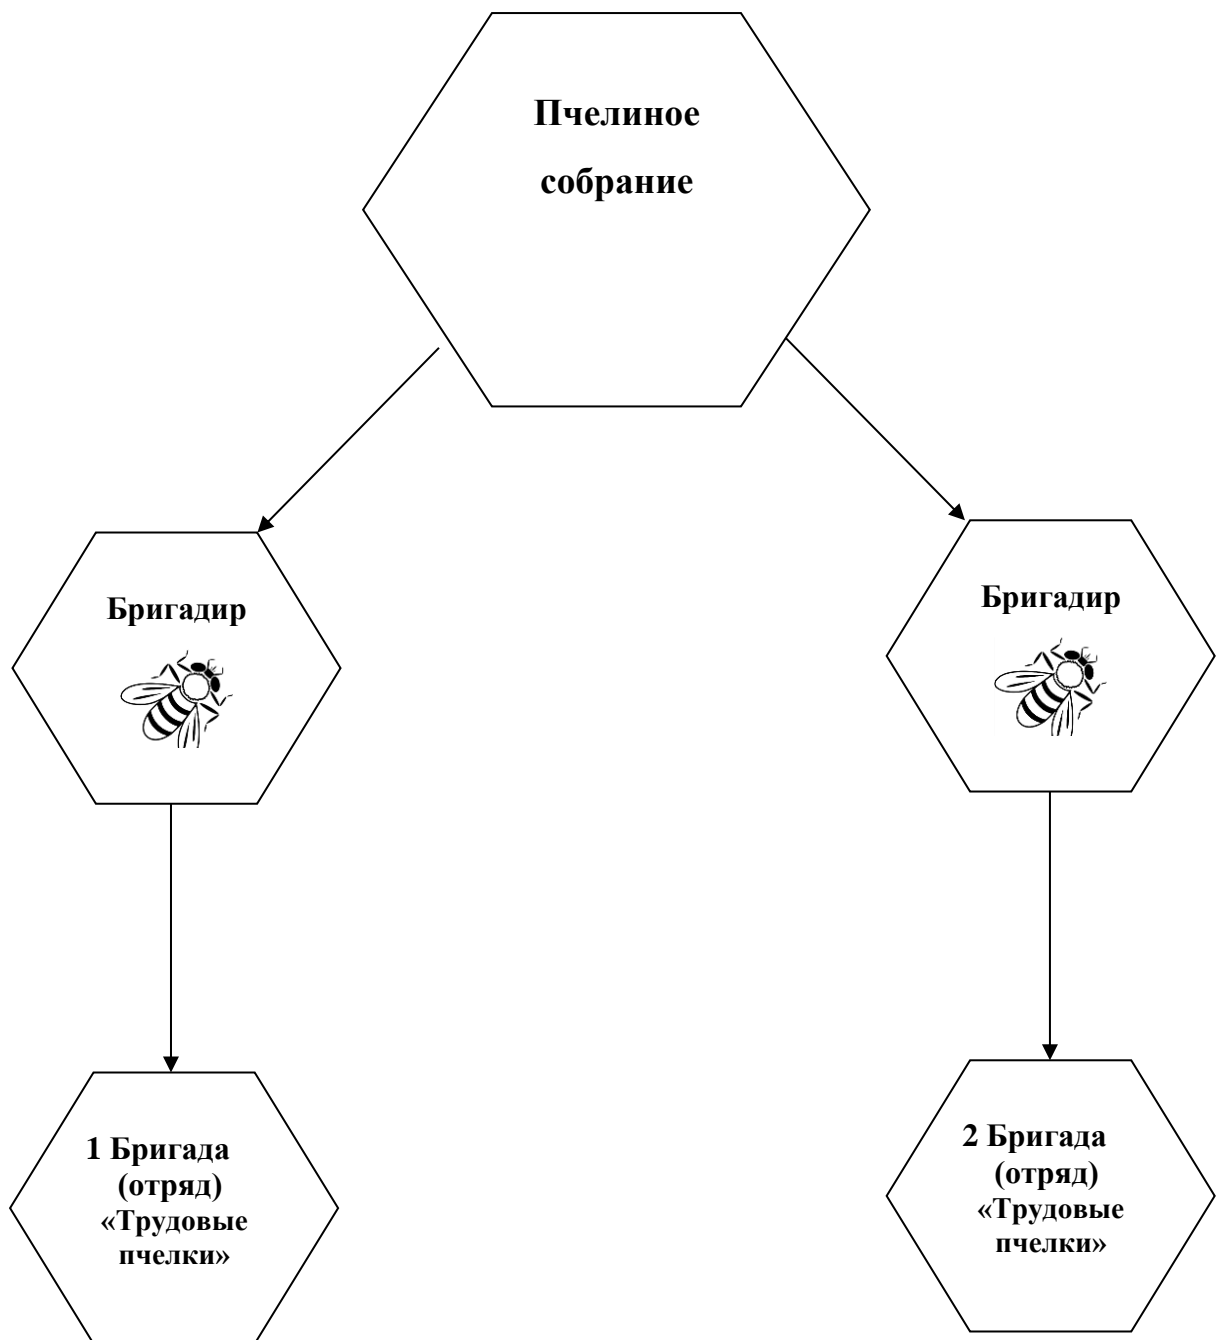 Пчелиное
собрание
Бригадир
Бригадир
1 Бригада
(отряд)
«Трудовые
пчелки»
2 Бригада
(отряд)
«Трудовые
пчелки»